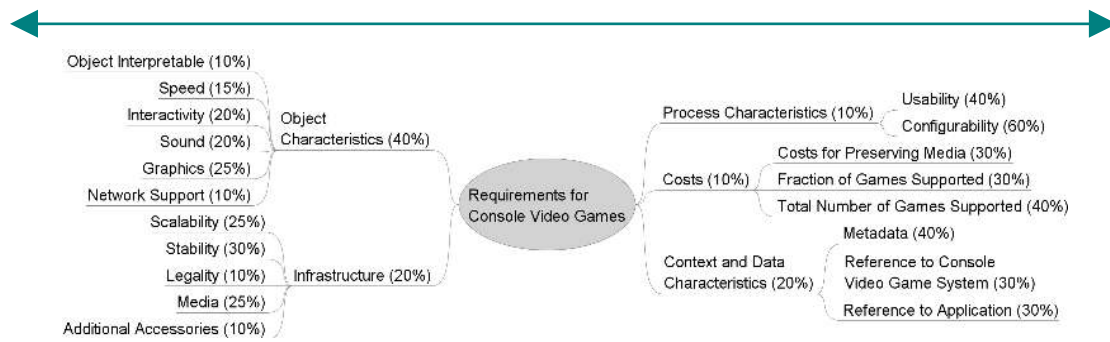 Object Interpretable (10%)
Speed (15%)
Interactivity (20%)
Sound (20%)
Graphics (25%)
Network Support (10%)
Object
Characteristics (40%)
Scalability (25%)
Stability (30%)
Legality (10%)
Media (25%)
Additional Accessories (10%)
Infrastructure (20%)
Requirements for
Console Video Games
Process Characteristics (10%)
Usability (40%)
Configurability (60%)
Costs (10%)
Costs for Preserving Media (30%)
Fraction of Games Supported (30%)
Total Number of Games Supported (40%)
Context and Data
Characteristics (20%)
Metadata (40%)
Reference to Console
Video Game System (30%)
Reference to Application (30%)